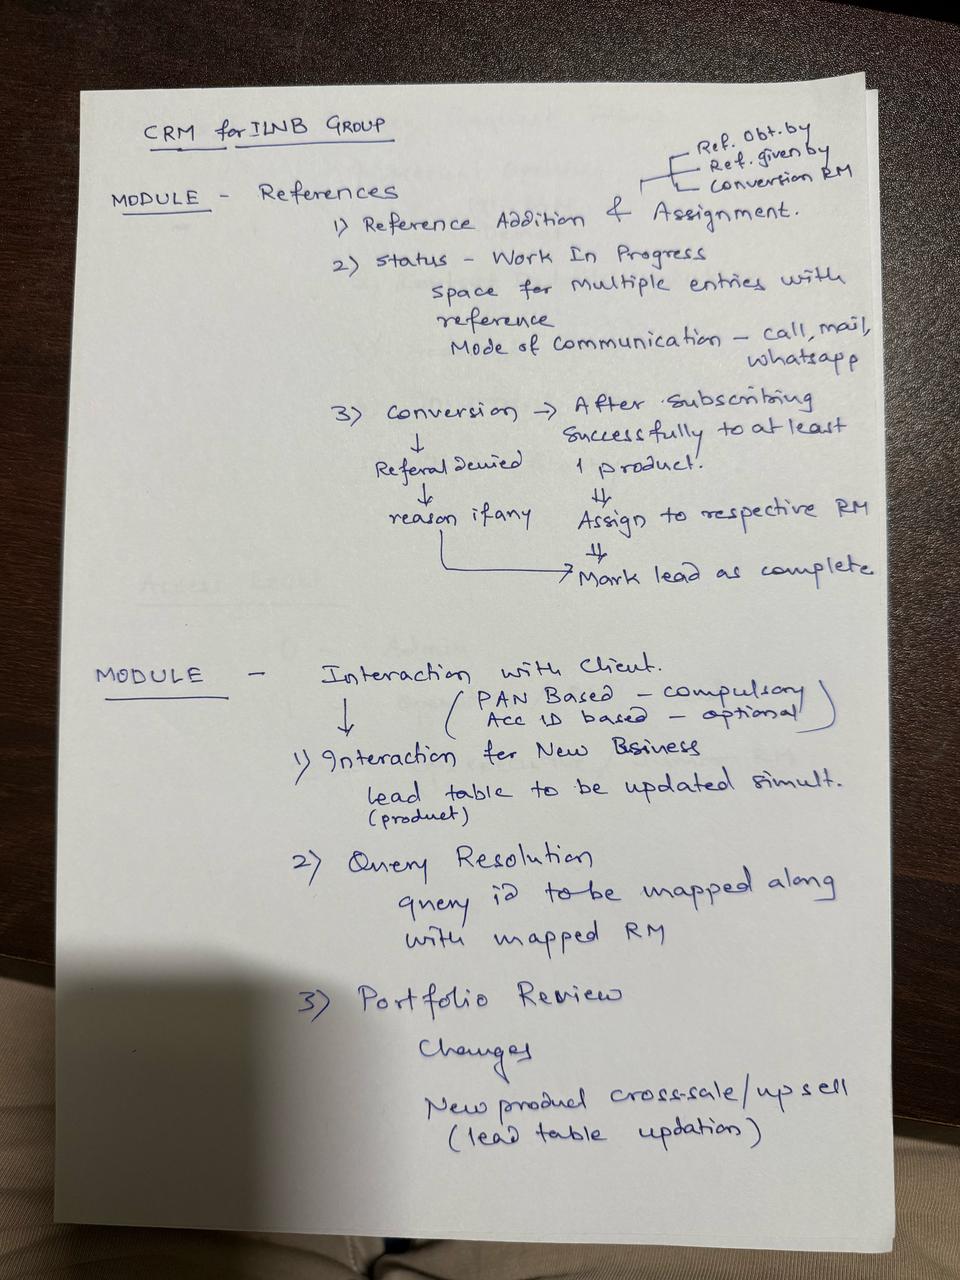 CRM for ILNB GROUP
Ref. Obt. by
Ref. given by
Conversion RM
MODULE - References
1) Reference Addition & Assignment.
2) Status - Work In Progress
space for multiple entries with
reference
Mode of communication - call, mail,
whatsapp
3) Conversion → After subscribing
successfully to at least
1 product.
↓
Referal denied
↓
reason if any
⇓
Assign to respective RM
⇓
Mark lead as complete
MODULE - Interaction with Client.
(PAN Based - compulsory
Acc ID based - optional)
↓
1) Interaction for New Bsiness
lead table to be updated simult.
(product)
2) Query Resolution
query id to be mapped along
with mapped RM
3) Portfolio Review
Changes
New product cross-sale/upsell
(lead table updation)